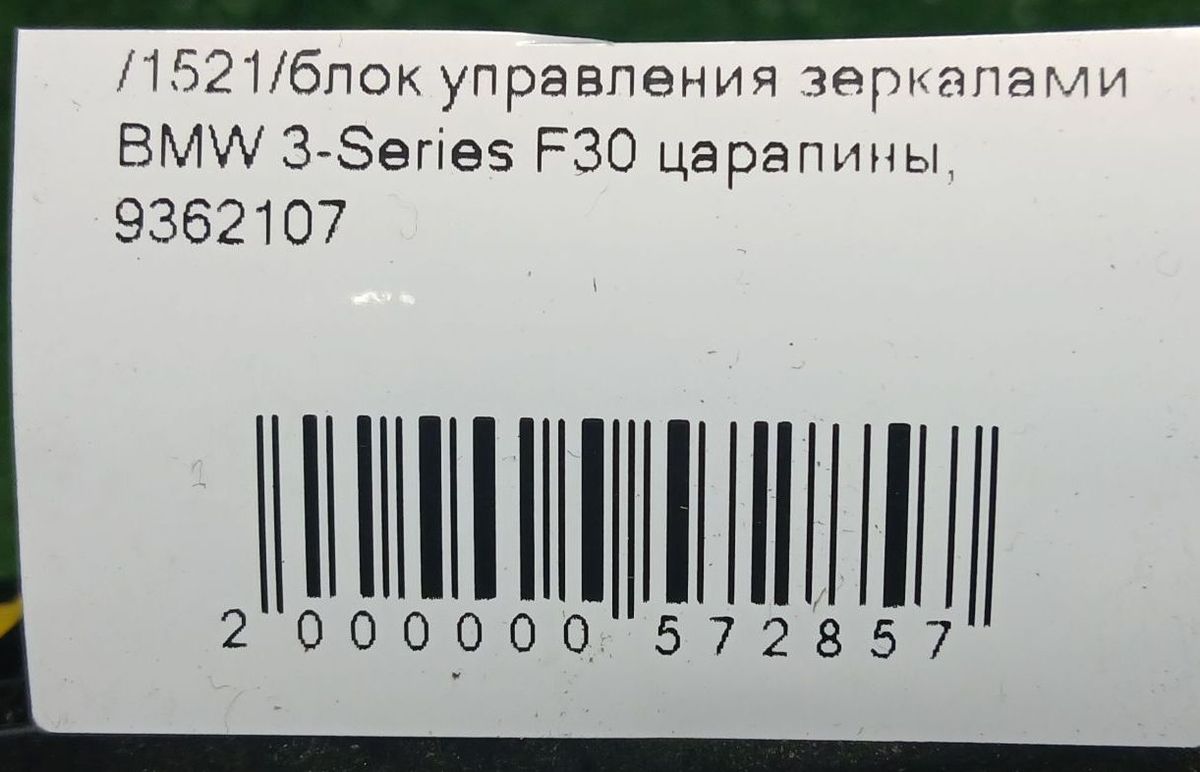 /1521/блок управления зеркалами
BMW 3-Series F30 царапины,
9362107
2 000000 572857